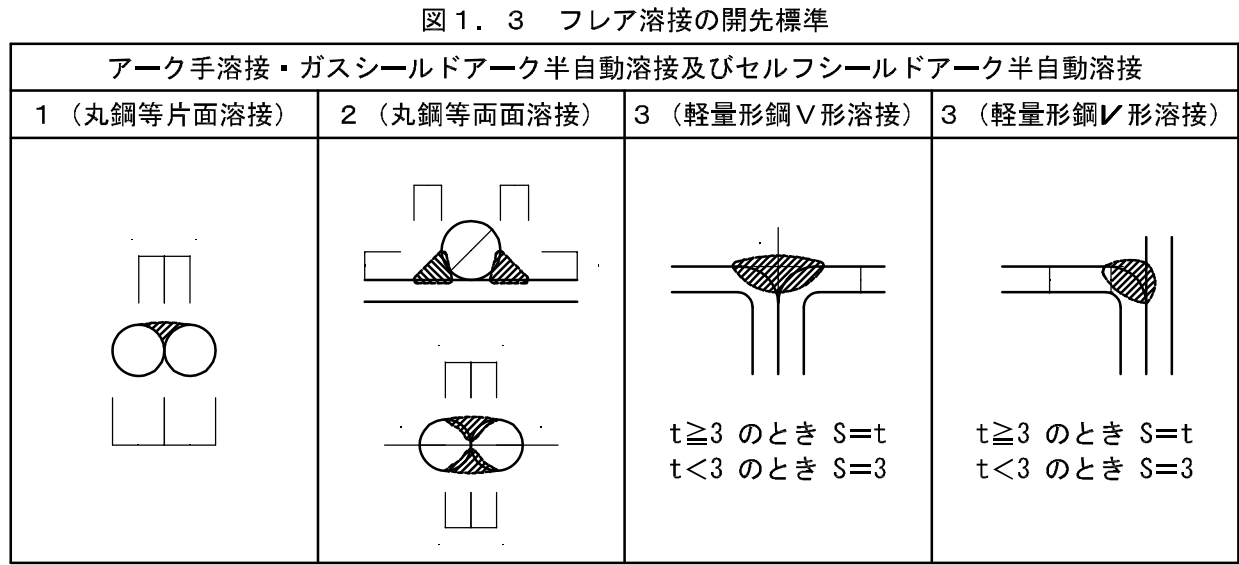 図1.3 フレア溶接の開先標準
アーク手溶接・ガスシールドアーク半自動溶接及びセルフシールドアーク半自動溶接
1（丸鋼等片面溶接）
2（丸鋼等両面溶接）
3（軽量形鋼V形溶接）
3（軽量形鋼レ形溶接）
t≧3 のとき S=t
t<3 のとき S=3
t≧3 のとき S=t
t<3 のとき S=3